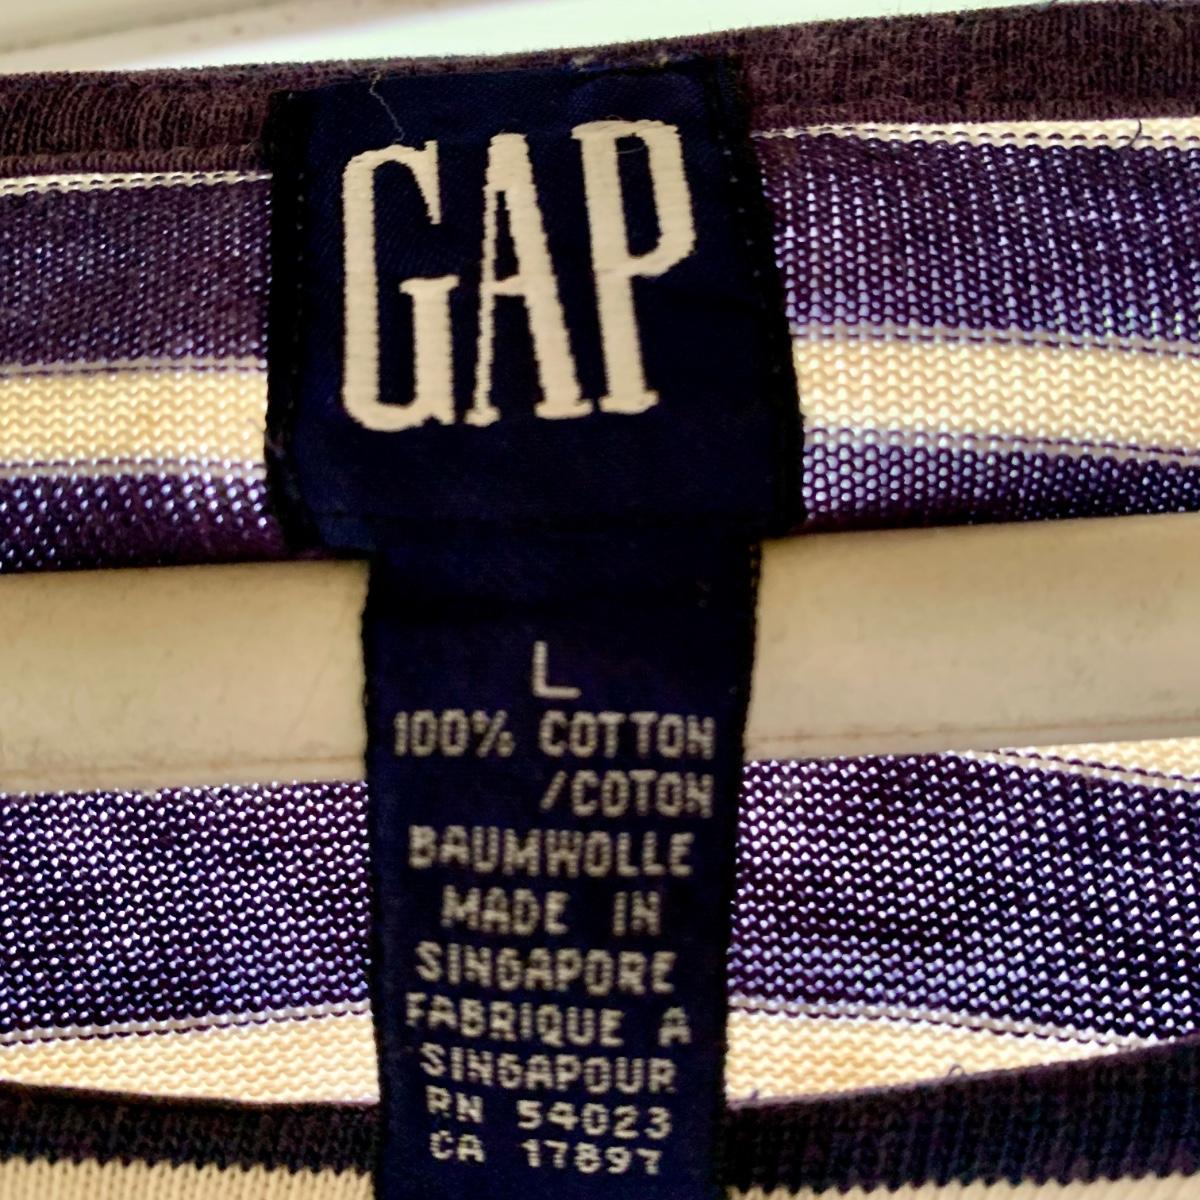 GAP
L
100% COTTON
/COTON
BAUMWOLLE
MADE IN
SINGAPORE
FABRIQUE A
SINGAPOUR
RN 54023
CA 17897